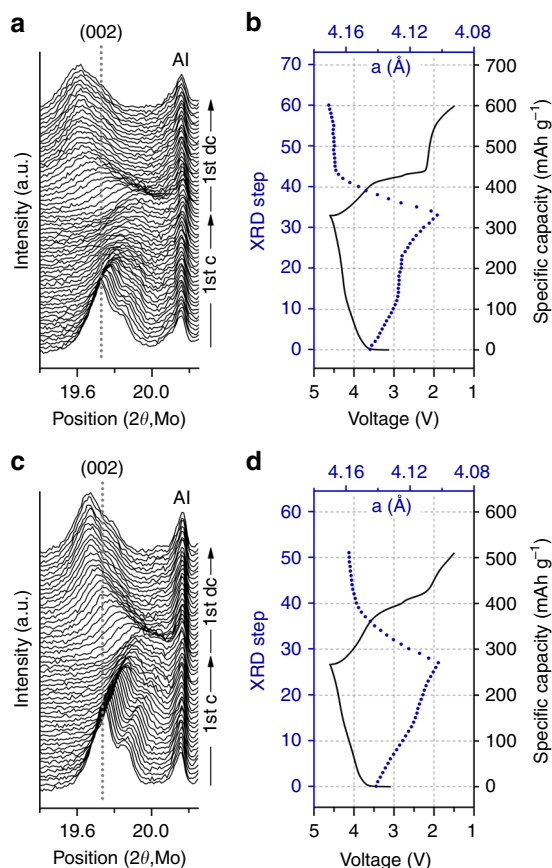 a
(002)
Al
Intensity (a.u.)
1st c
1st dc
19.6
20.0
Position (2θ,Mo)
b
4.16
4.12
4.08
a (Å)
70
60
50
40
30
20
10
0
XRD step
700
600
500
400
300
200
100
0
Specific capacity (mAh g⁻¹)
5
4
3
2
1
Voltage (V)
c
(002)
Al
Intensity (a.u.)
1st c
1st dc
19.6
20.0
Position (2θ,Mo)
d
4.16
4.12
4.08
a (Å)
60
50
40
30
20
10
0
XRD step
600
500
400
300
200
100
0
Specific capacity (mAh g⁻¹)
5
4
3
2
1
Voltage (V)